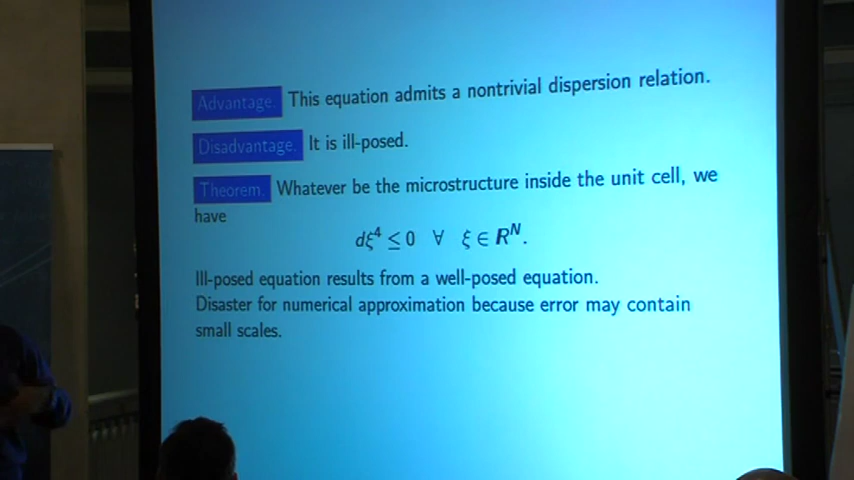 Advantage. This equation admits a nontrivial dispersion relation.
Disadvantage. It is ill-posed.
Theorem. Whatever be the microstructure inside the unit cell, we
have
dξ⁴ ≤ 0 ∀ ξ ∈ Rᴺ.
Ill-posed equation results from a well-posed equation.
Disaster for numerical approximation because error may contain
small scales.